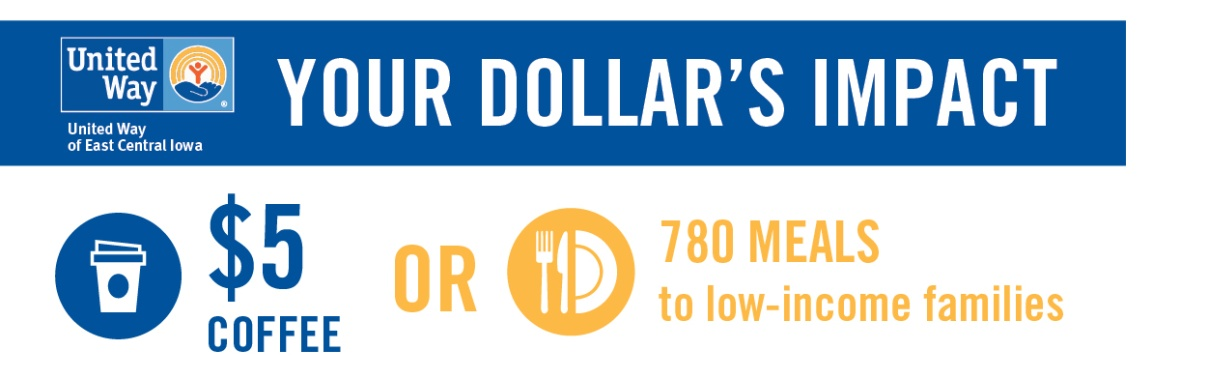 United
Way
®
United Way
of East Central Iowa
YOUR DOLLAR'S IMPACT
$5
COFFEE
OR
780 MEALS
to low-income families